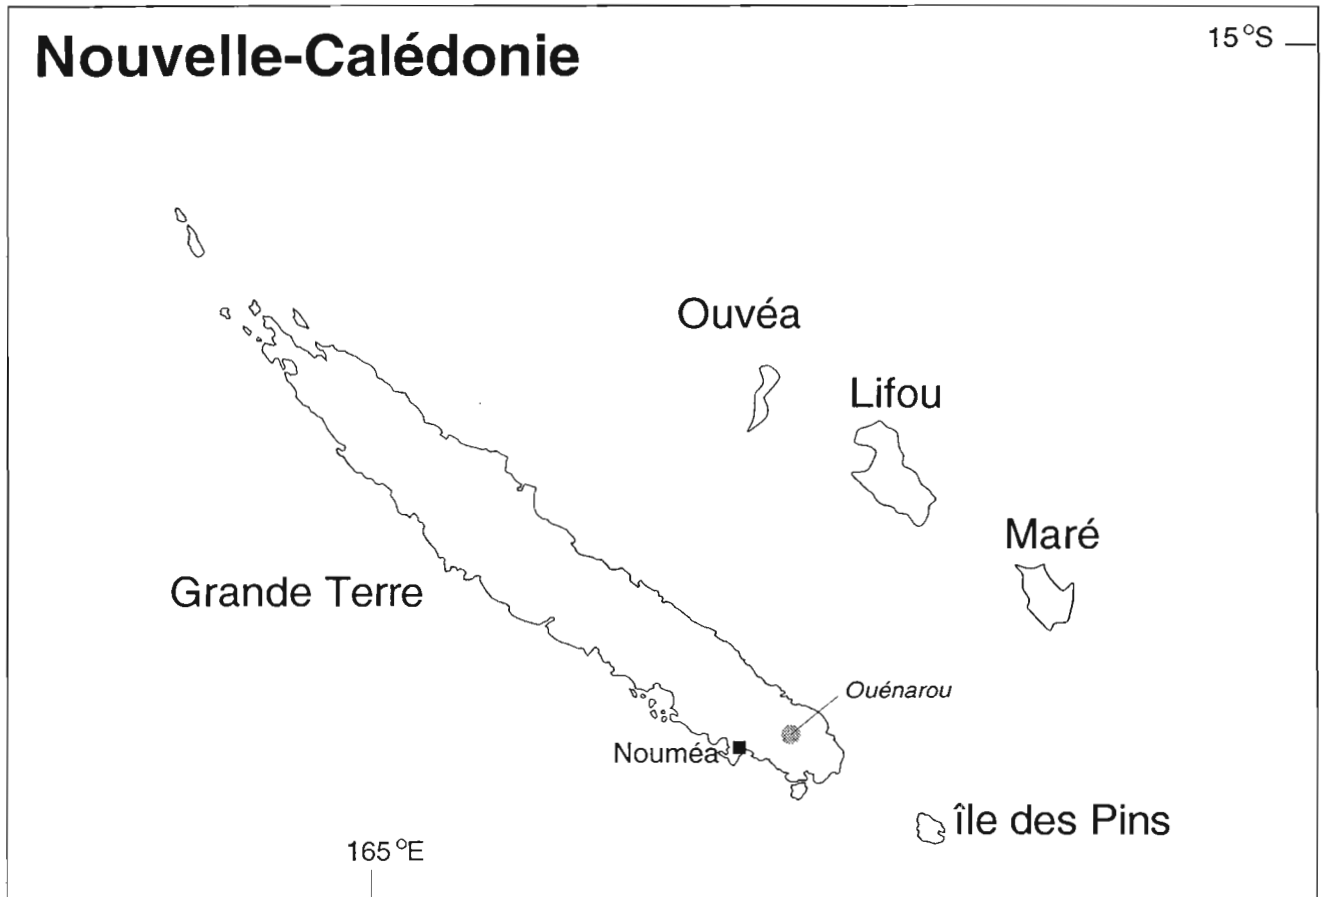 Nouvelle-Calédonie
15°S
Ouvéa
Lifou
Maré
Grande Terre
Ouénarou
Nouméa
île des Pins
165°E